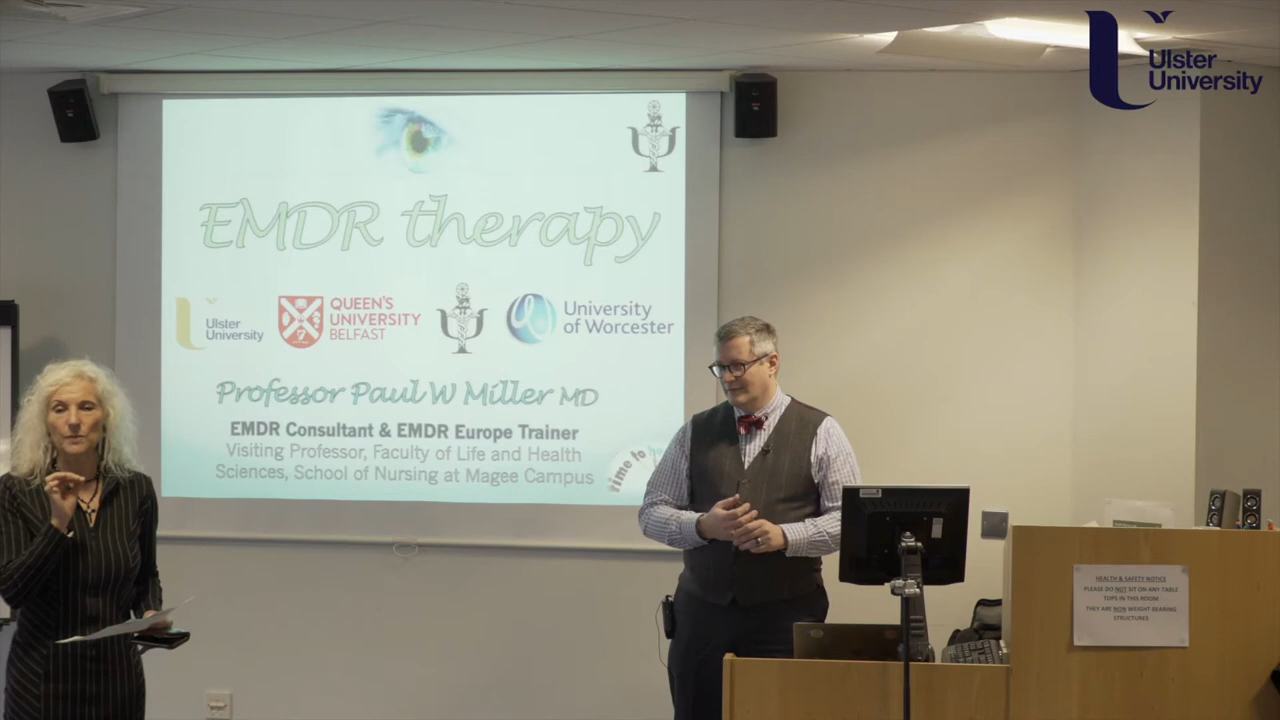 Ulster
University
EMDR therapy
Ulster
University
QUEEN'S
UNIVERSITY
BELFAST
University
of Worcester
Professor Paul W Miller MD
EMDR Consultant & EMDR Europe Trainer
Visiting Professor, Faculty of Life and Health
Sciences, School of Nursing at Magee Campus
time to
HEALTH & SAFETY NOTICE
PLEASE DO NOT SIT ON ANY TABLE
TOPS IN THIS ROOM
THEY ARE NON WEIGHT-BEARING
STRUCTURES